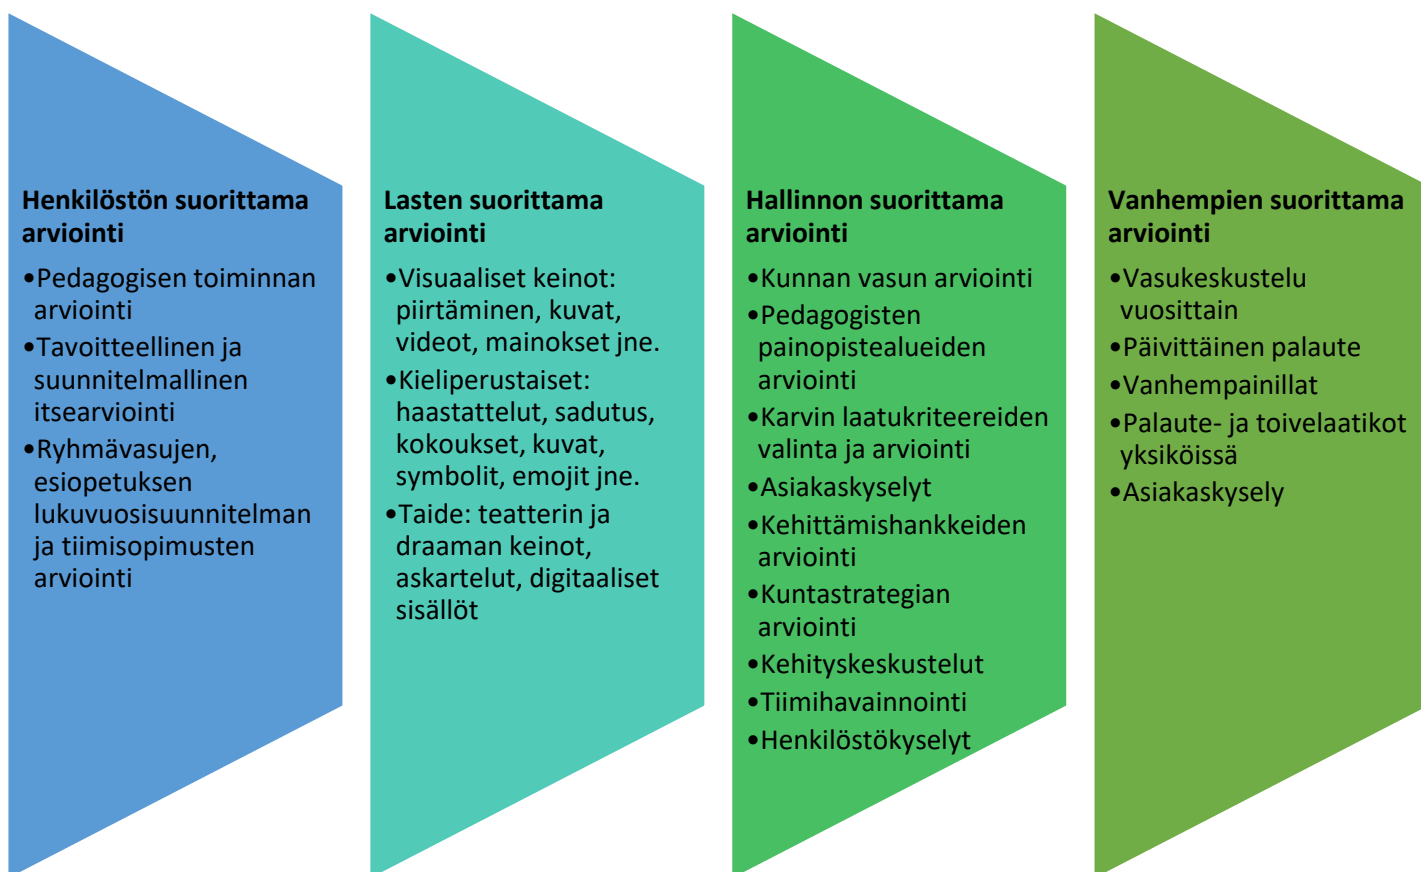 Henkilöstön suorittama
arviointi
•Pedagogisen toiminnan
arviointi
•Tavoitteellinen ja
suunnitelmallinen
itsearviointi
•Ryhmävasujen,
esiopetuksen
lukuvuosisuunnitelman
ja tiimisopimusten
arviointi
Lasten suorittama
arviointi
•Visuaaliset keinot:
piirtäminen, kuvat,
videot, mainokset jne.
•Kieliperustaiset:
haastattelut, sadutus,
kokoukset, kuvat,
symbolit, emojit jne.
•Taide: teatterin ja
draaman keinot,
askartelut, digitaaliset
sisällöt
Hallinnon suorittama
arviointi
•Kunnan vasun arviointi
•Pedagogisten
painopistealueiden
arviointi
•Karvin laatukriteereiden
valinta ja arviointi
•Asiakaskyselyt
•Kehittämishankkeiden
arviointi
•Kuntastrategian
arviointi
•Kehityskeskustelut
•Tiimihavainnointi
•Henkilöstökyselyt
Vanhempien suorittama
arviointi
•Vasukeskustelu
vuosittain
•Päivittäinen palaute
•Vanhempainillat
•Palaute- ja toivelaatikot
yksiköissä
•Asiakaskysely